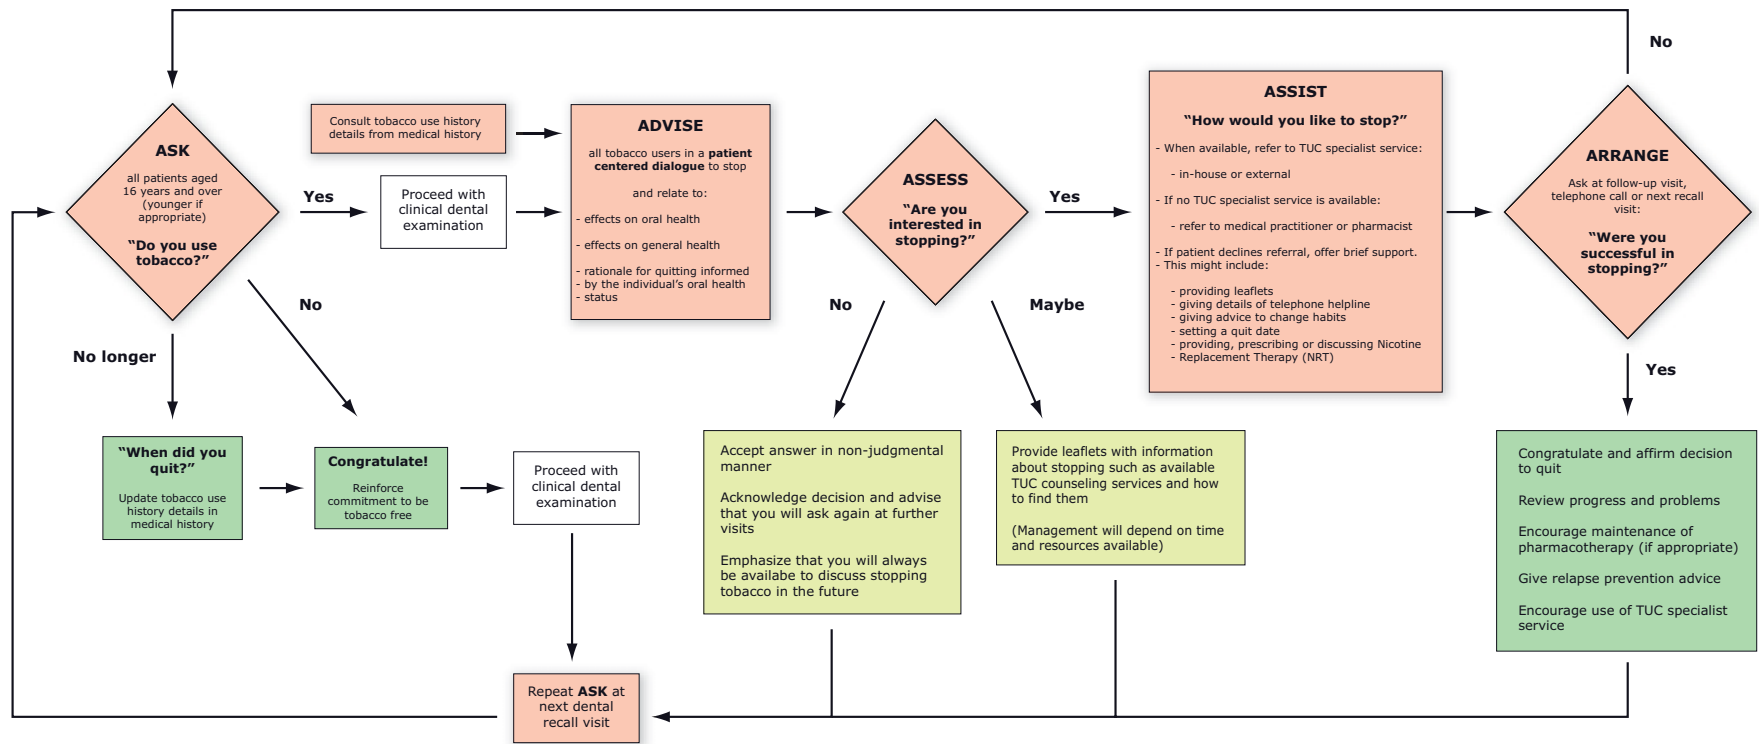 No
ASK
all patients aged
16 years and over
(younger if
appropriate)
"Do you use
tobacco?"
Yes
No
No longer
Consult tobacco use history
details from medical history
Proceed with
clinical dental
examination
ADVISE
all tobacco users in a patient
centered dialogue to stop
and relate to:
- effects on oral health
- effects on general health
- rationale for quitting informed
- by the individual's oral health
- status
ASSESS
"Are you
interested in
stopping?"
Yes
No
Maybe
ASSIST
"How would you like to stop?"
- When available, refer to TUC specialist service:
- in-house or external
- If no TUC specialist service is available:
- refer to medical practitioner or pharmacist
- If patient declines referral, offer brief support.
- This might include:
- providing leaflets
- giving details of telephone helpline
- giving advice to change habits
- setting a quit date
- providing, prescribing or discussing Nicotine
- Replacement Therapy (NRT)
ARRANGE
Ask at follow-up visit,
telephone call or next recall
visit:
"Were you
successful in
stopping?"
Yes
"When did you
quit?"
Update tobacco use
history details in
medical history
Congratulate!
Reinforce
commitment to be
tobacco free
Proceed with
clinical dental
examination
Accept answer in non-judgmental
manner
Acknowledge decision and advise
that you will ask again at further
visits
Emphasize that you will always
be availabe to discuss stopping
tobacco in the future
Provide leaflets with information
about stopping such as available
TUC counseling services and how
to find them
(Management will depend on time
and resources available)
Congratulate and affirm decision
to quit
Review progress and problems
Encourage maintenance of
pharmacotherapy (if appropriate)
Give relapse prevention advice
Encourage use of TUC specialist
service
Repeat ASK at
next dental
recall visit